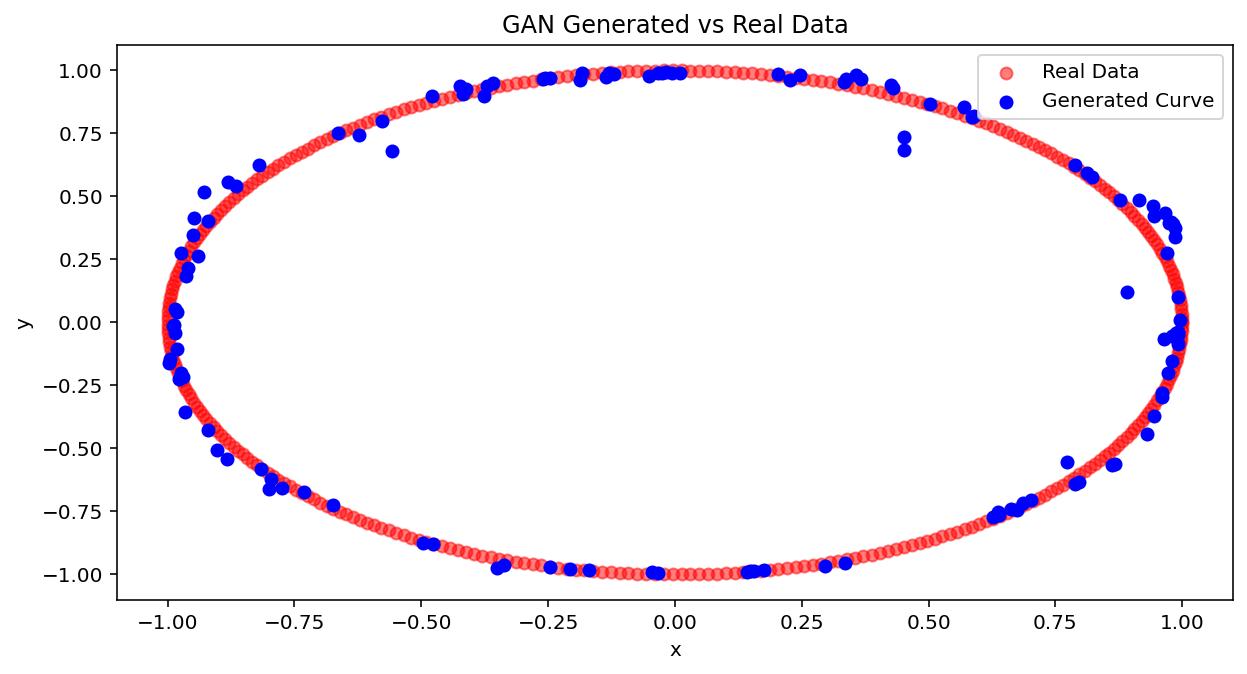 GAN Generated vs Real Data
Real Data
Generated Curve
1.00
0.75
0.50
0.25
0.00
−0.25
−0.50
−0.75
−1.00
y
−1.00 −0.75 −0.50 −0.25 0.00 0.25 0.50 0.75 1.00
x